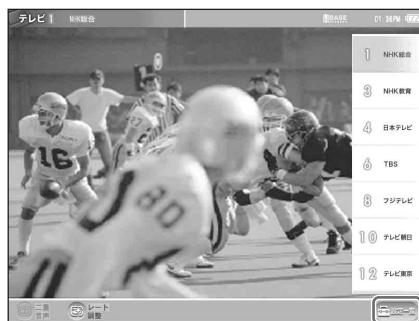 テレビ 1 NHK総合 BASE 01:38PM
1 NHK総合
3 NHK教育
4 日本テレビ
6 TBS
8 フジテレビ
10 テレビ朝日
12 テレビ東京
16
80
二重
音声
レート
調整